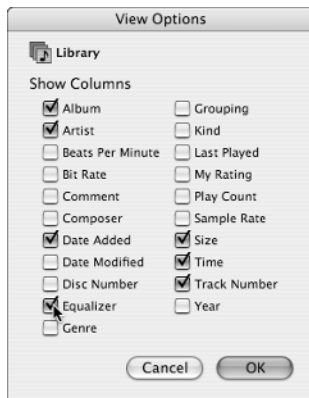 View Options
Library
Show Columns
Album
Artist
Beats Per Minute
Bit Rate
Comment
Composer
Date Added
Date Modified
Disc Number
Equalizer
Genre
Grouping
Kind
Last Played
My Rating
Play Count
Sample Rate
Size
Time
Track Number
Year
Cancel
OK